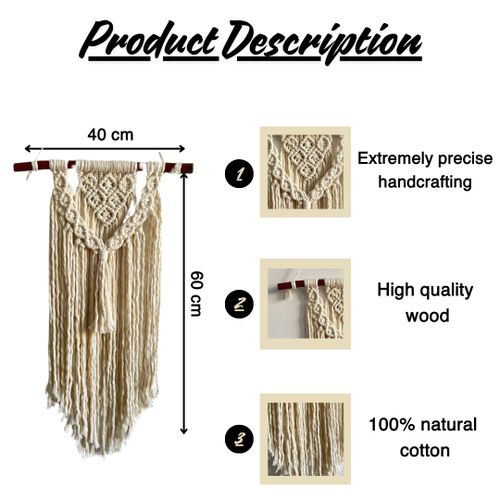 Product Description
40 cm
60 cm
1
Extremely precise
handcrafting
2
High quality
wood
3
100% natural
cotton